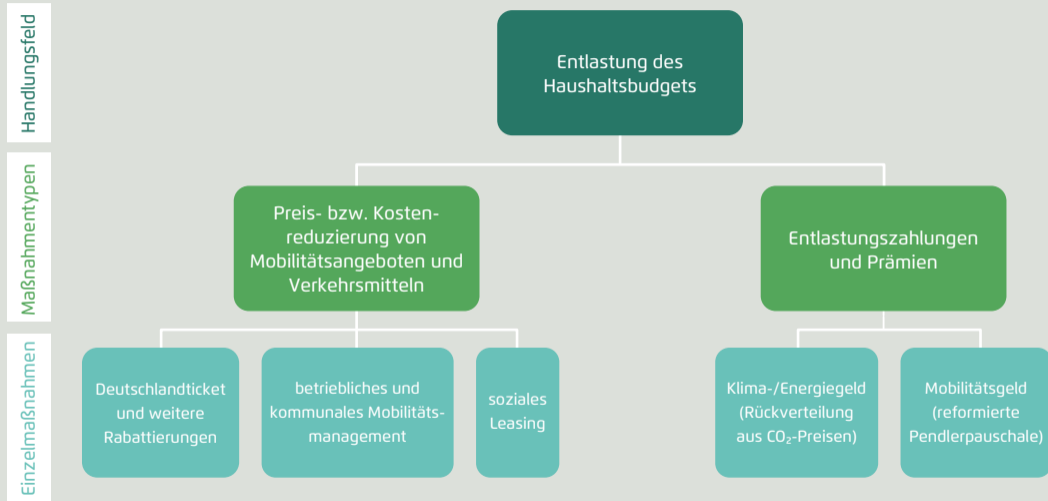 Handlungsfeld
Entlastung des
Haushaltsbudgets
Maßnahmentypen
Preis- bzw. Kosten-
reduzierung von
Mobilitätsangeboten und
Verkehrsmitteln
Entlastungszahlungen
und Prämien
Einzelmaßnahmen
Deutschlandticket
und weitere
Rabattierungen
betriebliches und
kommunales Mobilitäts-
management
soziales
Leasing
Klima-/Energiegeld
(Rückverteilung
aus CO₂-Preisen)
Mobilitätsgeld
(reformierte
Pendlerpauschale)